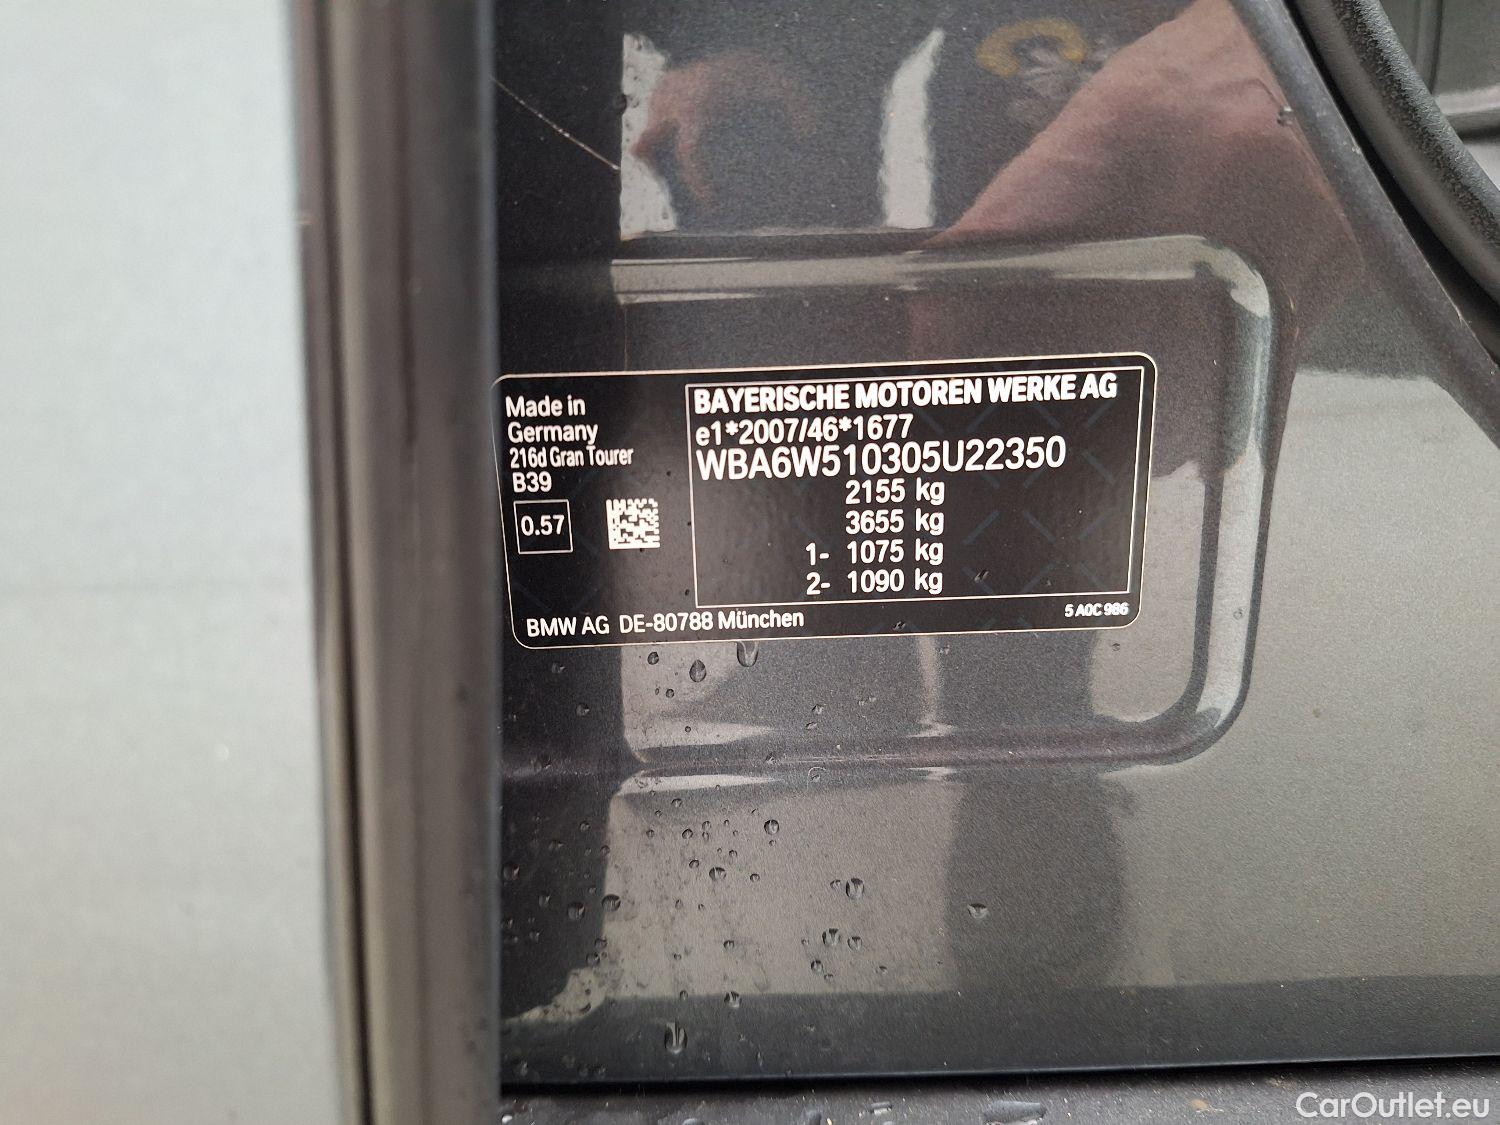 Made in
Germany
216d Gran Tourer
B39
0.57
BAYERISCHE MOTOREN WERKE AG
e1*2007/46*1677
WBA6W510305U22350
2155 kg
3655 kg
1- 1075 kg
2- 1090 kg
BMW AG DE-80788 München
5 A0C 986
CarOutlet.eu